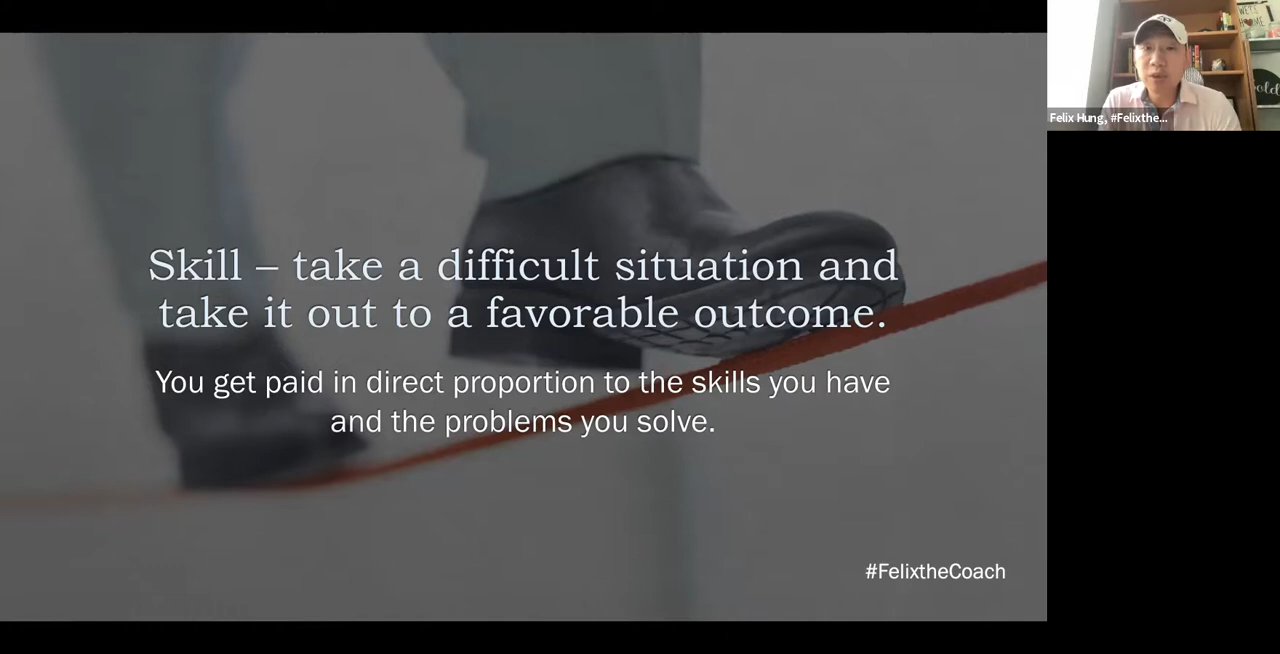 Skill – take a difficult situation and
take it out to a favorable outcome.
You get paid in direct proportion to the skills you have
and the problems you solve.
#FelixtheCoach
Felix Hung, #Felixthe...
HOME